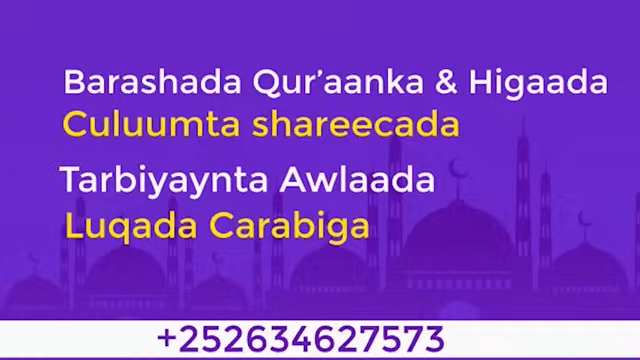 Barashada Qur’aanka & Higaada
Culuumta shareecada
Tarbiyaynta Awlaada
Luqada Carabiga
+252634627573